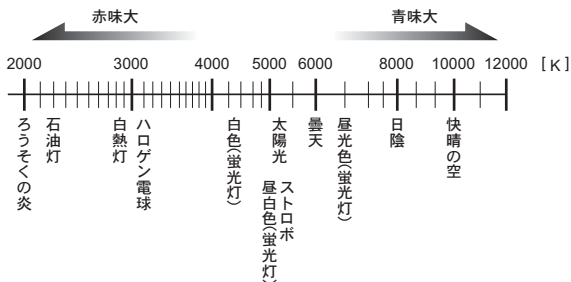 赤味大
青味大
2000 3000 4000 5000 6000 8000 10000 12000 [K]
ろうそくの炎
石油灯
白熱灯
ハロゲン電球
白色(蛍光灯)
太陽光
昼白色(蛍光灯)
ストロボ
曇天
昼光色(蛍光灯)
日陰
快晴の空